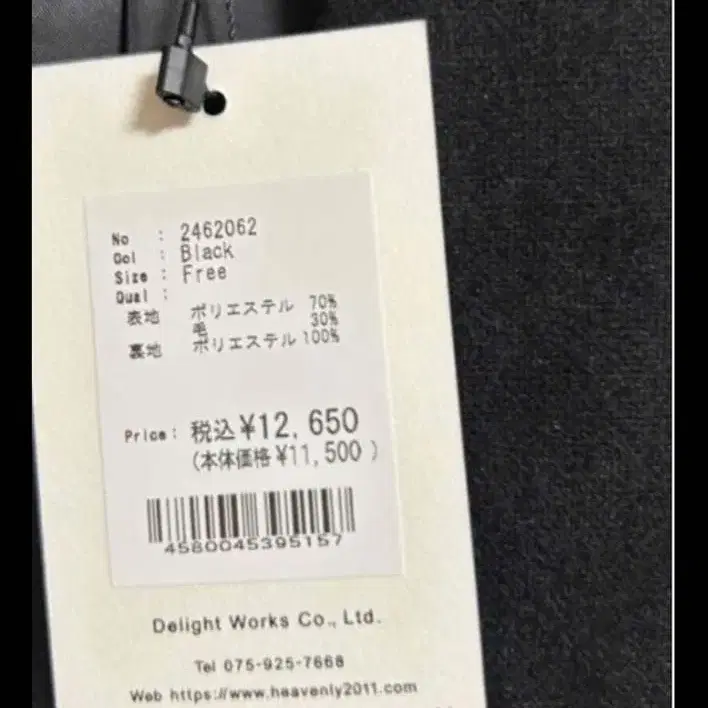 No : 2462062
Col : Black
Size : Free
Qual :
表地 ポリエステル 70%
毛 30%
裏地 ポリエステル 100%
Price : 税込 ¥12,650
(本体価格 ¥11,500 )
4580045395157
Delight Works Co., Ltd.
Tel 075-925-7668
Web https://www.heavenly2011.com